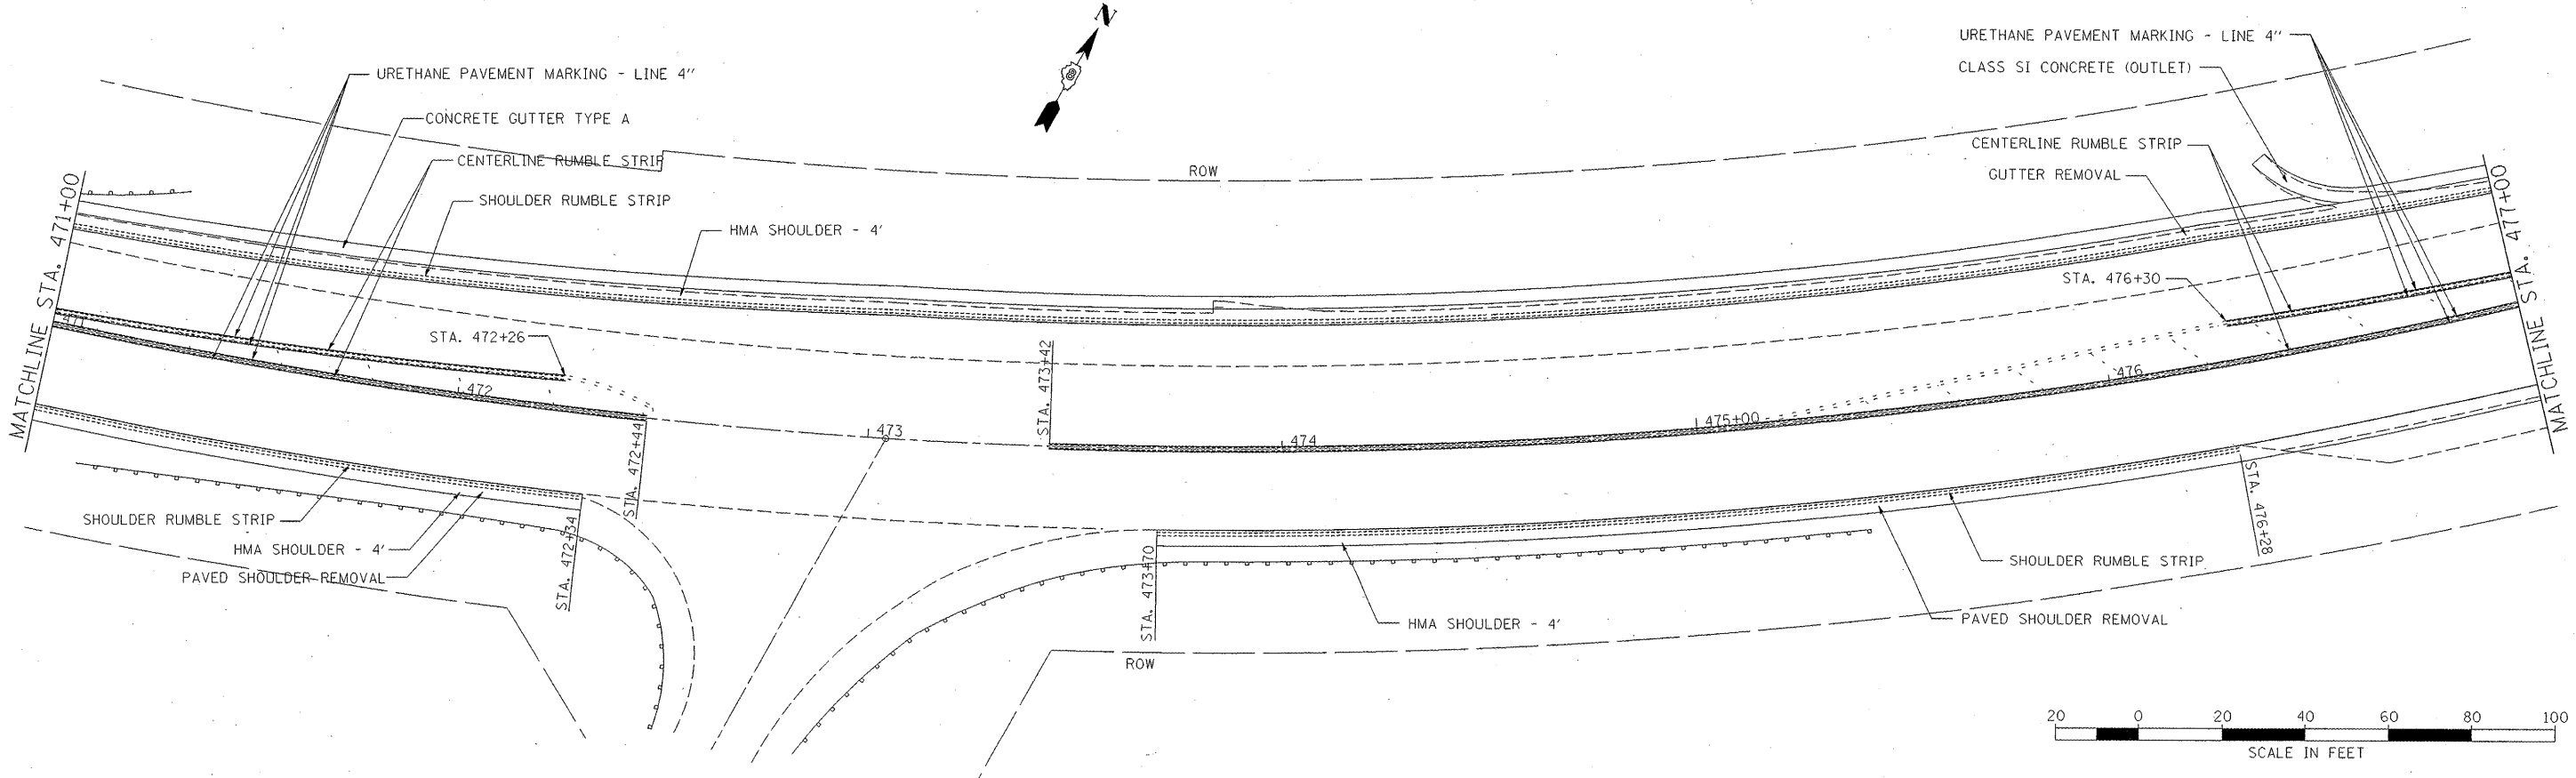 N
8
URETHANE PAVEMENT MARKING - LINE 4"
CONCRETE GUTTER TYPE A
CENTERLINE RUMBLE STRIP
SHOULDER RUMBLE STRIP
HMA SHOULDER - 4'
ROW
URETHANE PAVEMENT MARKING - LINE 4"
CLASS SI CONCRETE (OUTLET)
CENTERLINE RUMBLE STRIP
GUTTER REMOVAL
STA. 476+30
MATCHLINE STA. 471+00
MATCHLINE STA. 477+00
471
STA. 472+26
472
STA. 472+44
473
STA. 473+42
474
475+00
476
STA. 472+34
STA. 473+70
STA. 476+28
SHOULDER RUMBLE STRIP
HMA SHOULDER - 4'
PAVED SHOULDER REMOVAL
SHOULDER RUMBLE STRIP
PAVED SHOULDER REMOVAL
HMA SHOULDER - 4'
ROW
20 0 20 40 60 80 100
SCALE IN FEET